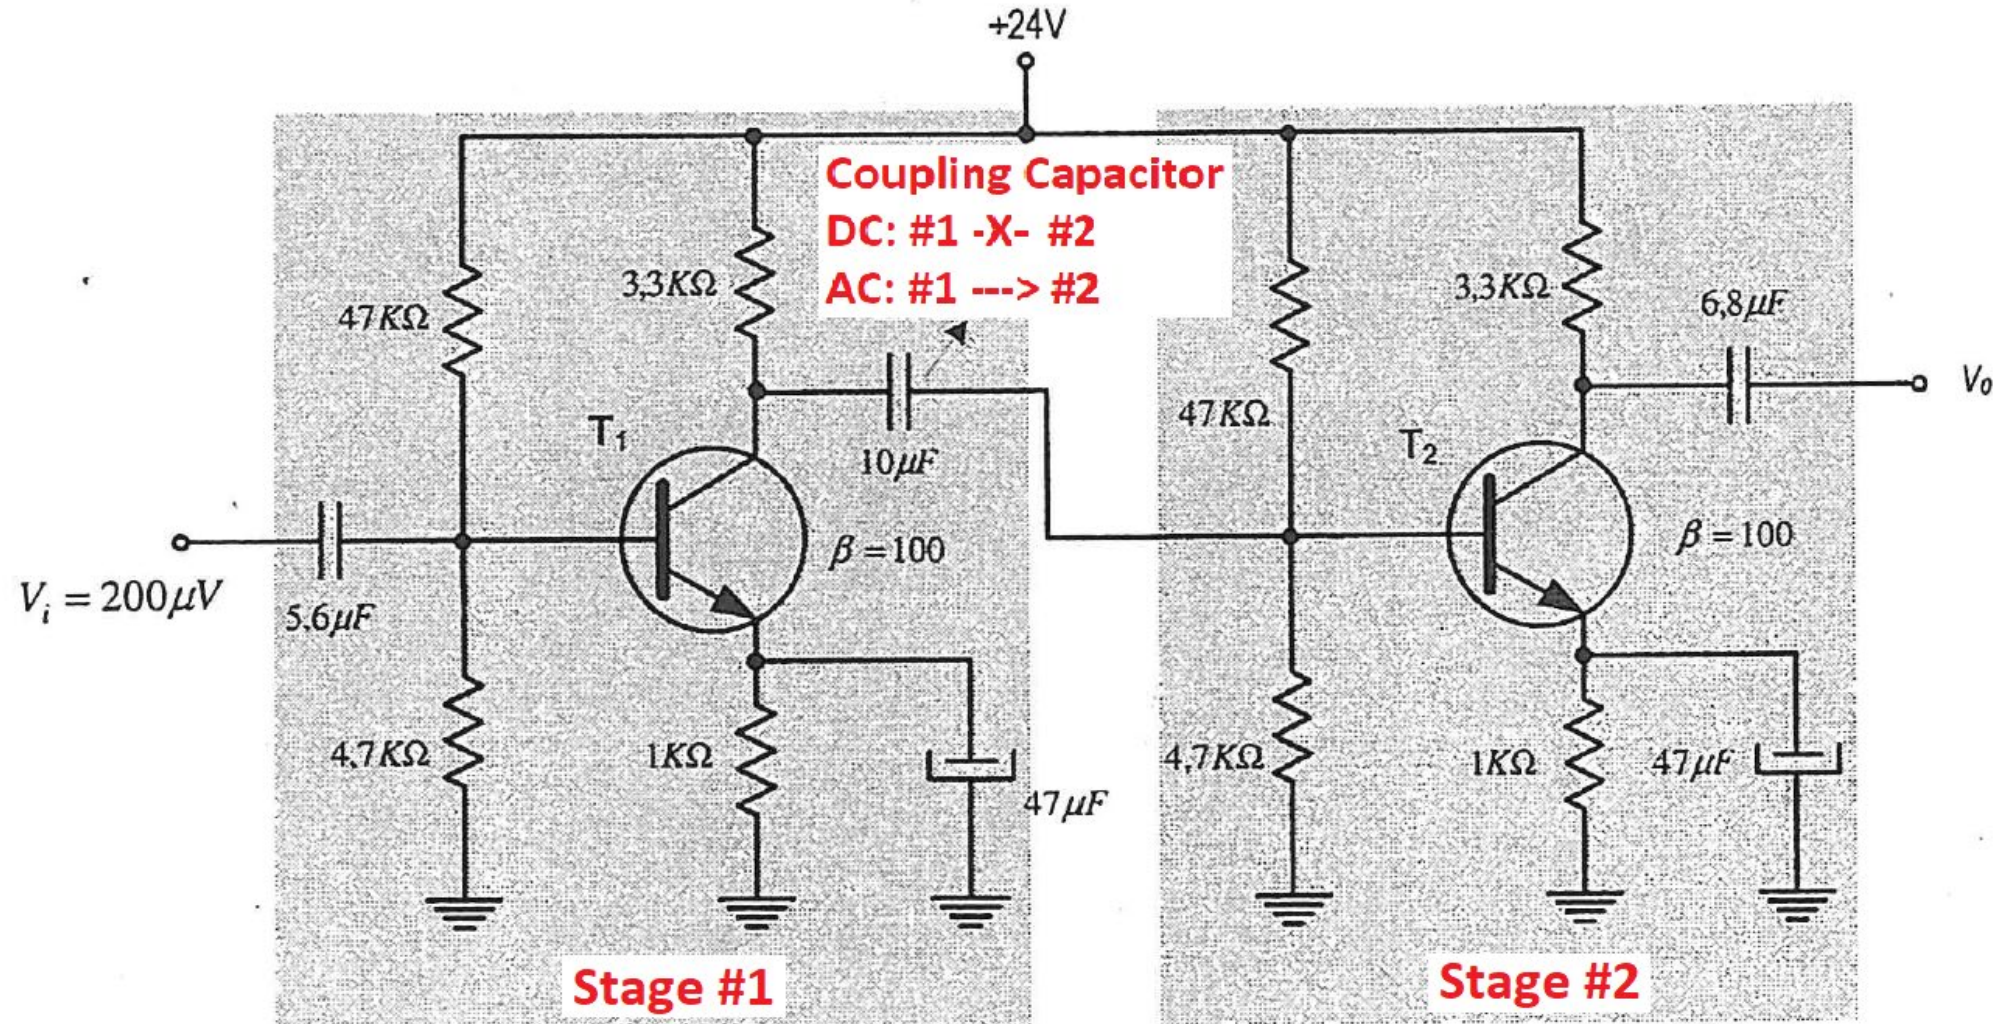 +24V
Coupling Capacitor
DC: #1 -X- #2
AC: #1 ---> #2
47KΩ
3,3KΩ
T₁
10μF
β=100
Vᵢ = 200μV
5.6μF
4,7KΩ
1KΩ
47μF
Stage #1
47KΩ
3,3KΩ
6,8μF
V₀
T₂
β=100
4,7KΩ
1KΩ
47μF
Stage #2